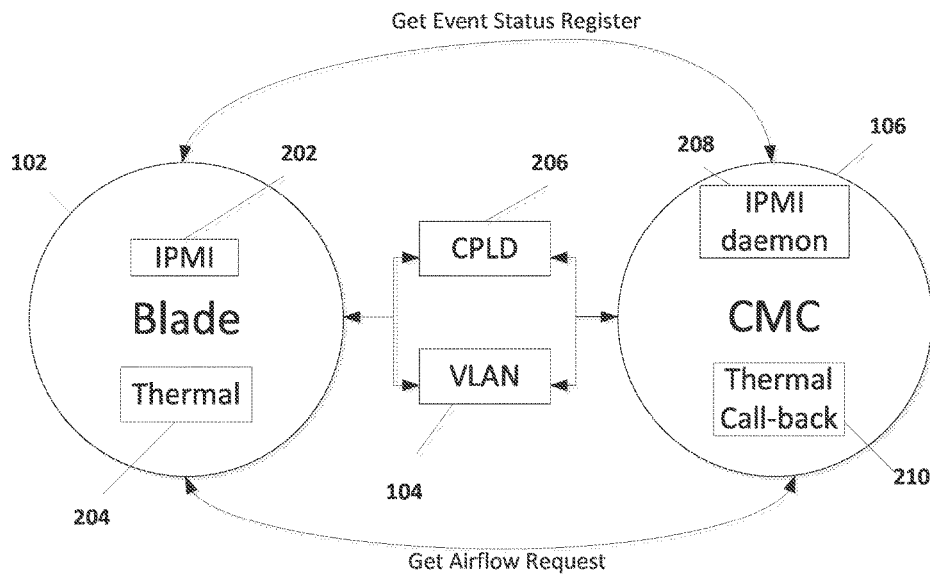 Get Event Status Register
102
202
206
208
106
IPMI
daemon
IPMI
CPLD
Blade
CMC
VLAN
Thermal
Thermal
Call-back
204
104
210
Get Airflow Request